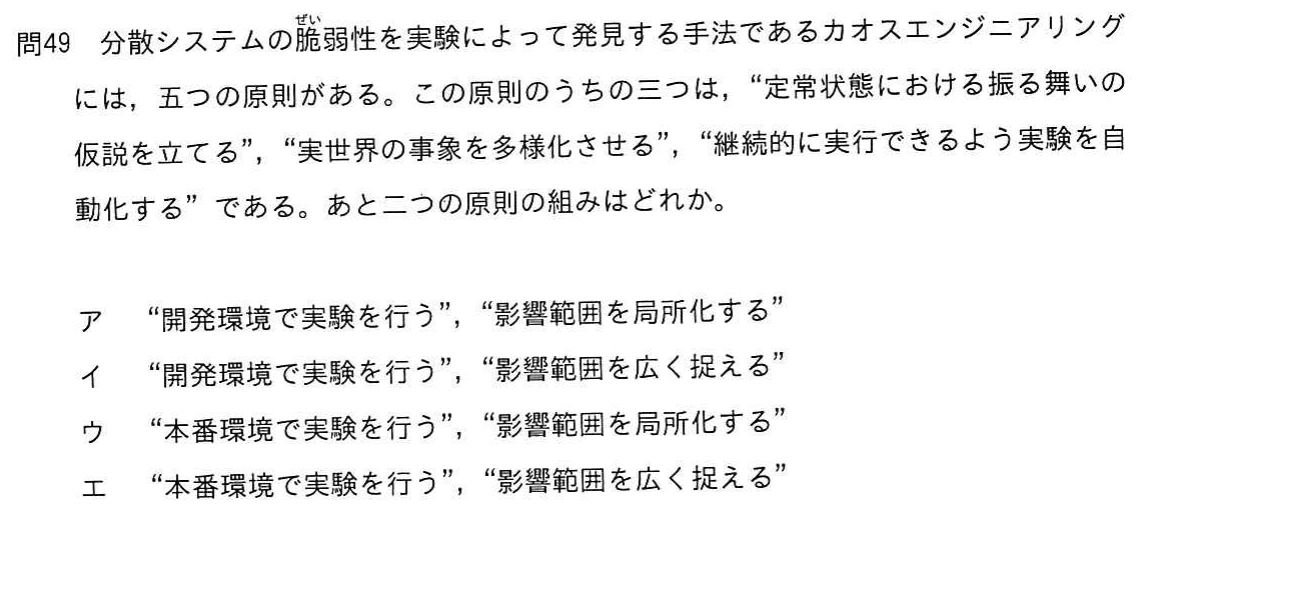 問49　分散システムの脆弱性を実験によって発見する手法であるカオスエンジニアリング
には，五つの原則がある。この原則のうちの三つは，“定常状態における振る舞いの
仮説を立てる”，“実世界の事象を多様化させる”，“継続的に実行できるよう実験を自
動化する”である。あと二つの原則の組みはどれか。
ア　“開発環境で実験を行う”，“影響範囲を局所化する”
イ　“開発環境で実験を行う”，“影響範囲を広く捉える”
ウ　“本番環境で実験を行う”，“影響範囲を局所化する”
エ　“本番環境で実験を行う”，“影響範囲を広く捉える”